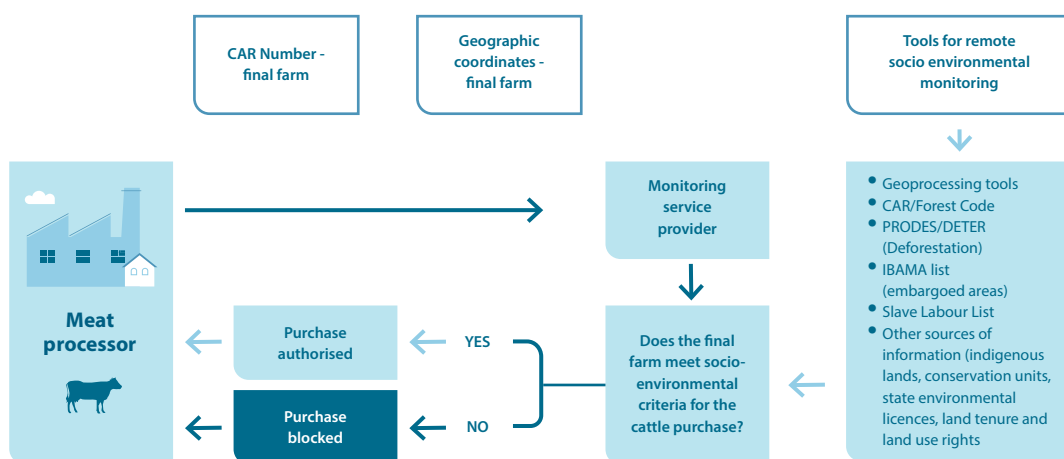 CAR Number -
final farm
Geographic
coordinates -
final farm
Tools for remote
socio environmental
monitoring
Meat
processor
Monitoring
service
provider
Purchase
authorised
YES
Purchase
blocked
NO
Does the final
farm meet socio-
environmental
criteria for the
cattle purchase?
• Geoprocessing tools
• CAR/Forest Code
• PRODES/DETER
(Deforestation)
• IBAMA list
(embargoed areas)
• Slave Labour List
• Other sources of
information (indigenous
lands, conservation units,
state environmental
licences, land tenure and
land use rights